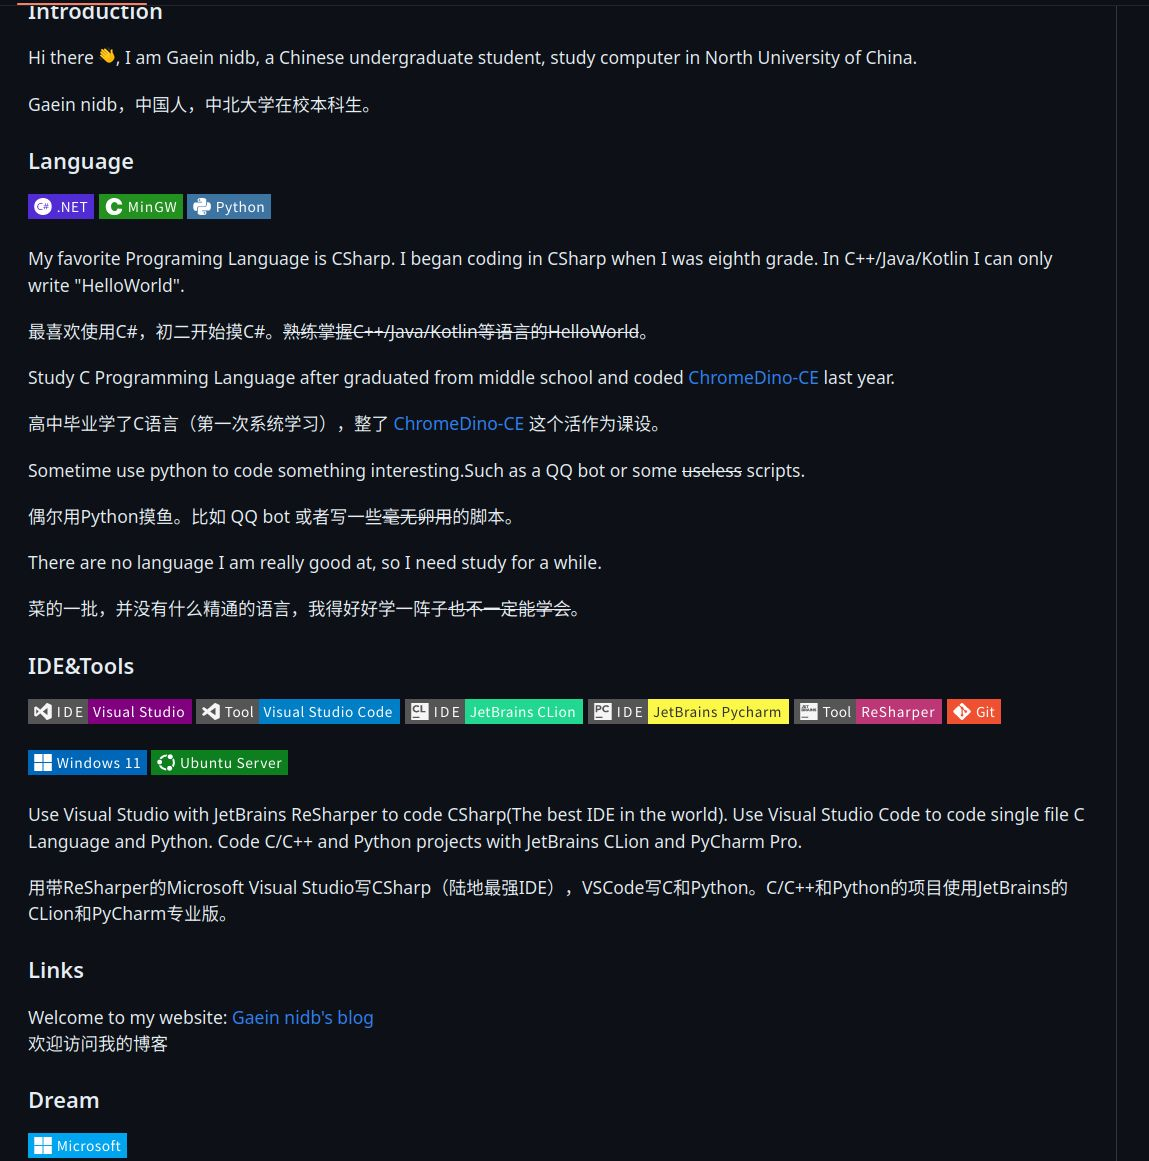 Introduction
Hi there 👋, I am Gaein nidb, a Chinese undergraduate student, study computer in North University of China.
Gaein nidb，中国人，中北大学在校本科生。
Language
C# .NET C MinGW Python
My favorite Programing Language is CSharp. I began coding in CSharp when I was eighth grade. In C++/Java/Kotlin I can only
write "HelloWorld".
最喜欢使用C#，初二开始摸C#。熟练掌握C++/Java/Kotlin等语言的HelloWorld。
Study C Programming Language after graduated from middle school and coded ChromeDino-CE last year.
高中毕业学了C语言（第一次系统学习），整了 ChromeDino-CE 这个活作为课设。
Sometime use python to code something interesting.Such as a QQ bot or some useless scripts.
偶尔用Python摸鱼。比如 QQ bot 或者写一些毫无卵用的脚本。
There are no language I am really good at, so I need study for a while.
菜的一批，并没有什么精通的语言，我得好好学一阵子也不一定能学会。
IDE&Tools
IDE Visual Studio Tool Visual Studio Code CL IDE JetBrains CLion PC IDE JetBrains Pycharm JET BRAINS Tool ReSharper Git
Windows 11 Ubuntu Server
Use Visual Studio with JetBrains ReSharper to code CSharp(The best IDE in the world). Use Visual Studio Code to code single file C
Language and Python. Code C/C++ and Python projects with JetBrains CLion and PyCharm Pro.
用带ReSharper的Microsoft Visual Studio写CSharp（陆地最强IDE），VSCode写C和Python。C/C++和Python的项目使用JetBrains的
CLion和PyCharm专业版。
Links
Welcome to my website: Gaein nidb's blog
欢迎访问我的博客
Dream
Microsoft